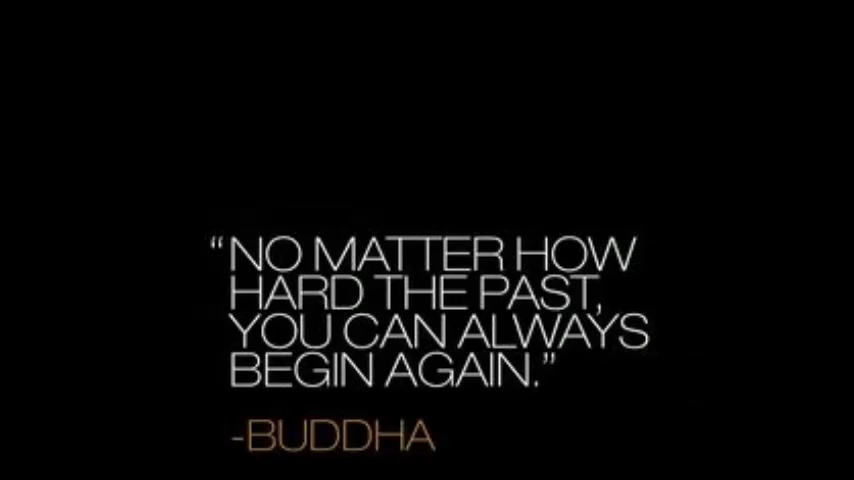 “NO MATTER HOW
HARD THE PAST,
YOU CAN ALWAYS
BEGIN AGAIN.”
-BUDDHA